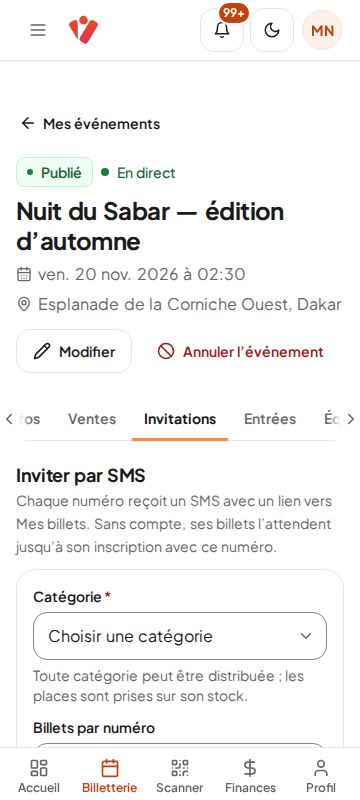 99+
MN
Mes événements
Publié
En direct
Nuit du Sabar — édition
d’automne
ven. 20 nov. 2026 à 02:30
Esplanade de la Corniche Ouest, Dakar
Modifier
Annuler l’événement
fos Ventes Invitations Entrées Éq
Inviter par SMS
Chaque numéro reçoit un SMS avec un lien vers
Mes billets. Sans compte, ses billets l’attendent
jusqu’à son inscription avec ce numéro.
Catégorie *
Choisir une catégorie
Toute catégorie peut être distribuée ; les
places sont prises sur son stock.
Billets par numéro
Accueil Billetterie Scanner Finances Profil